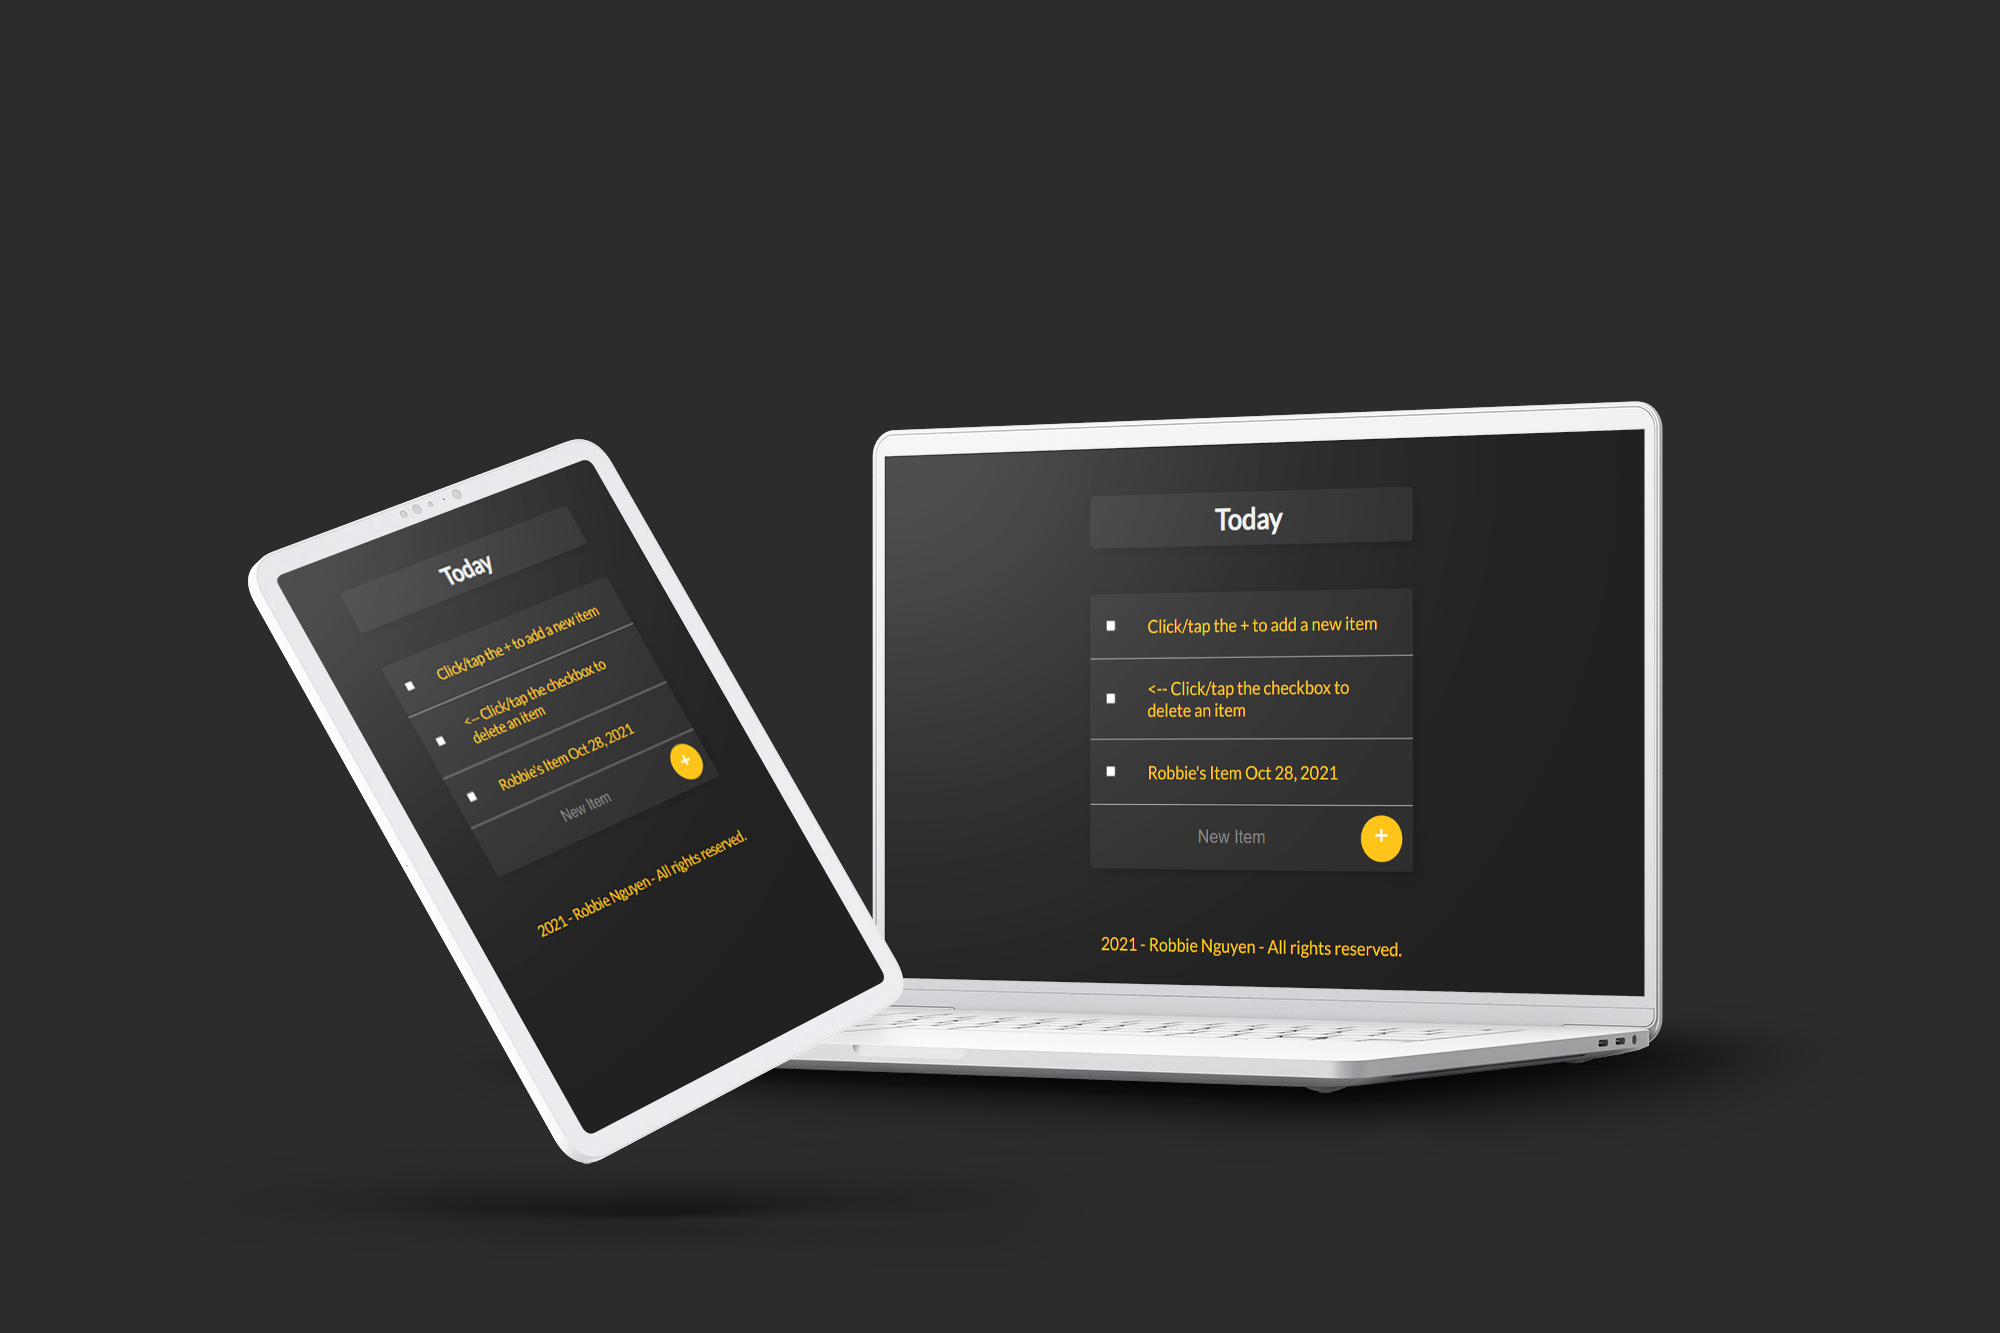 Today
Click/tap the + to add a new item
<-- Click/tap the checkbox to
delete an item
Robbie's Item Oct 28, 2021
New Item
+
2021 - Robbie Nguyen - All rights reserved.
Today
Click/tap the + to add a new item
<-- Click/tap the checkbox to
delete an item
Robbie's Item Oct 28, 2021
New Item
+
2021 - Robbie Nguyen - All rights reserved.